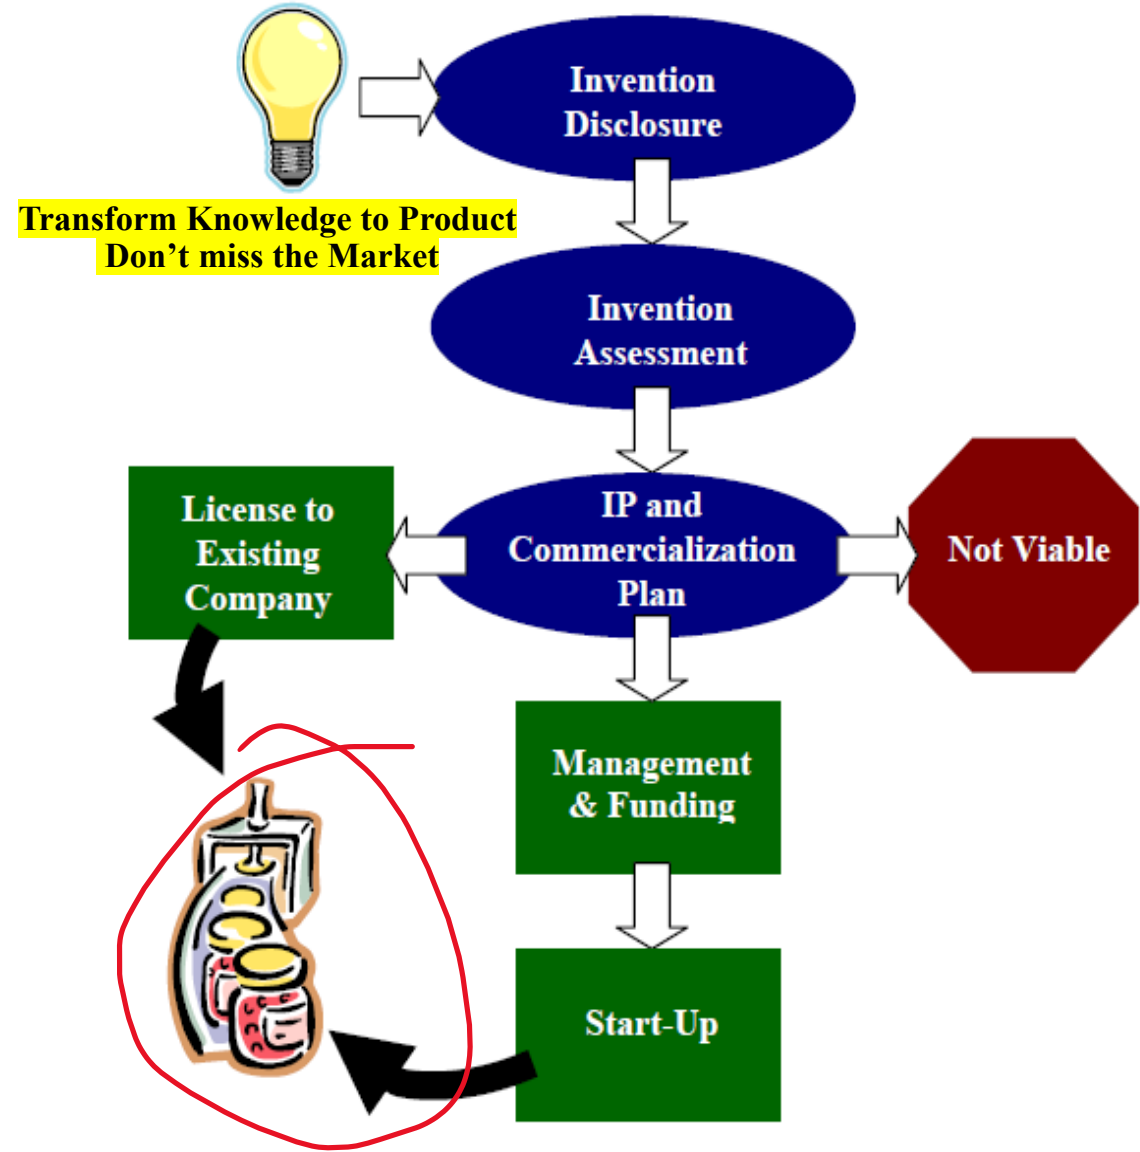 Invention
Disclosure
Transform Knowledge to Product
Don’t miss the Market
Invention
Assessment
License to
Existing
Company
IP and
Commercialization
Plan
Not Viable
Management
& Funding
Start-Up